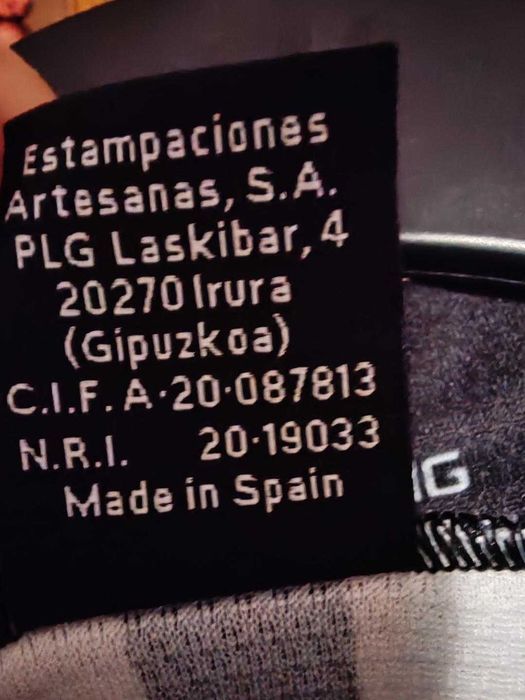 Estampaciones
Artesanas, S.A.
PLG Laskibar, 4
20270 Irura
(Gipuzkoa)
C.I.F. A·20·087813
N.R.I. 20·19033
Made in Spain